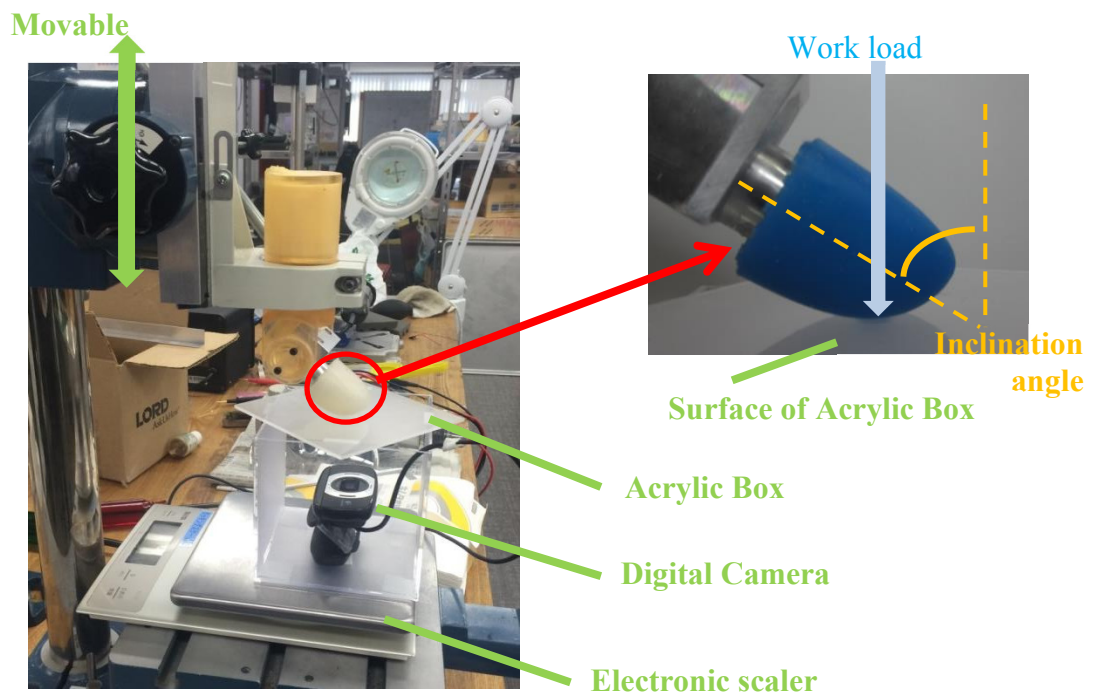 Movable
Work load
Inclination
angle
Surface of Acrylic Box
LORD
Acrylic Box
Digital Camera
Electronic scaler